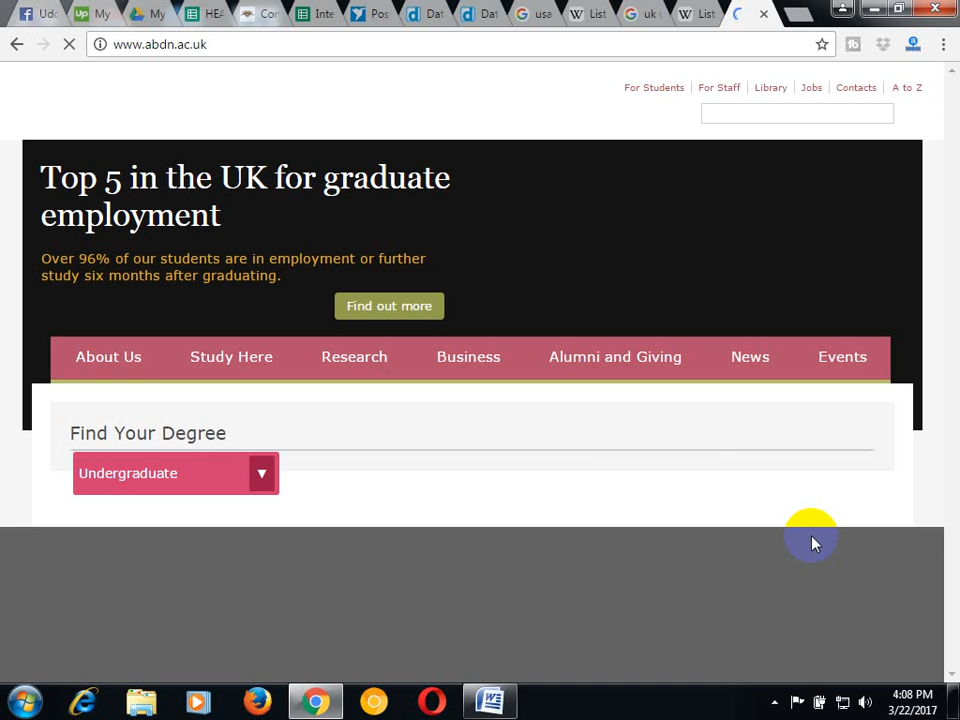 Udc
My
My
HEA
Cor
Inte
Pos
Dat
Dat
usa
List
uk (
List
www.abdn.ac.uk
For Students
For Staff
Library
Jobs
Contacts
A to Z
Top 5 in the UK for graduate
employment
Over 96% of our students are in employment or further
study six months after graduating.
Find out more
About Us
Study Here
Research
Business
Alumni and Giving
News
Events
Find Your Degree
Undergraduate
4:08 PM
3/22/2017